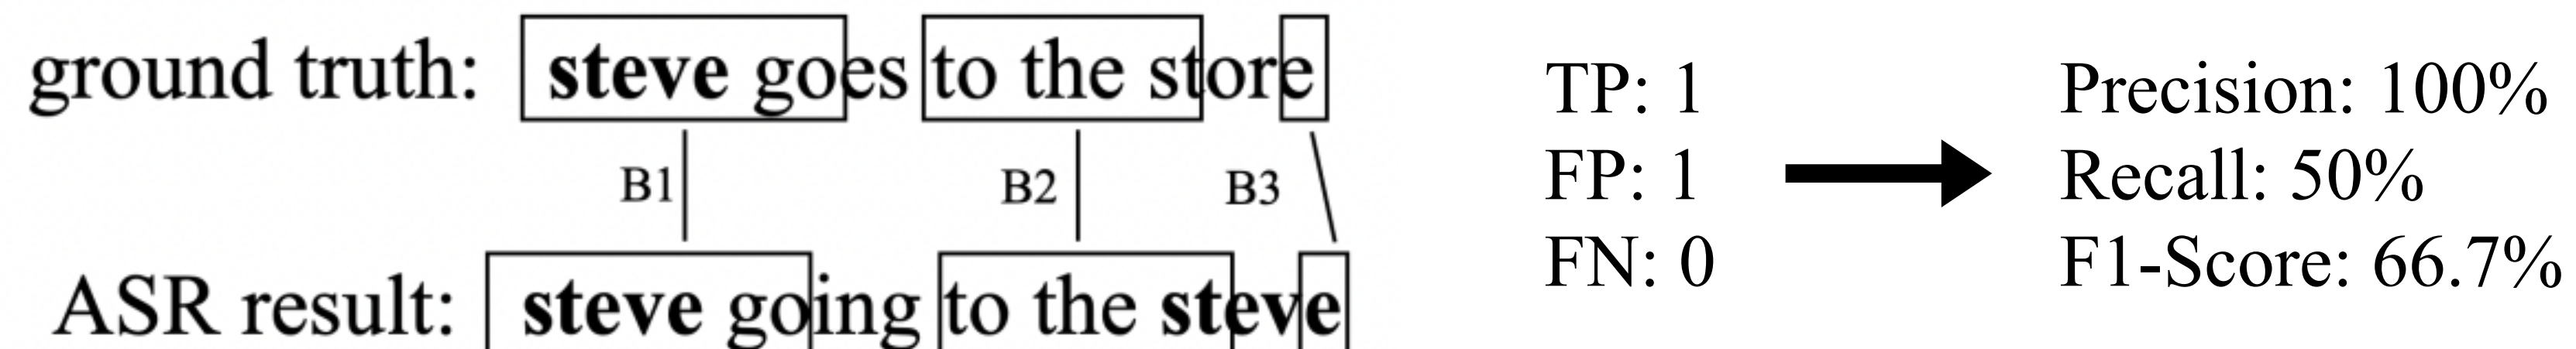 ground truth: steve goes to the store
B1 B2 B3
ASR result: steve going to the steve
TP: 1
FP: 1
FN: 0
Precision: 100%
Recall: 50%
F1-Score: 66.7%